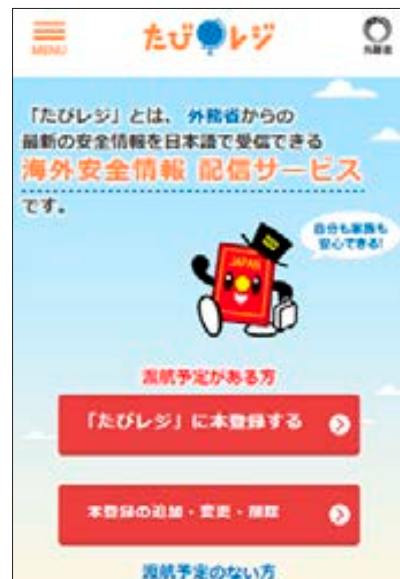 MENU
たびレジ
外務省
「たびレジ」とは、外務省からの
最新の安全情報を日本語で受信できる
海外安全情報 配信サービス
です。
自分も家族も
安心できる!
JAPAN
渡航予定がある方
「たびレジ」に本登録する
本登録の追加・変更・削除
渡航予定のない方